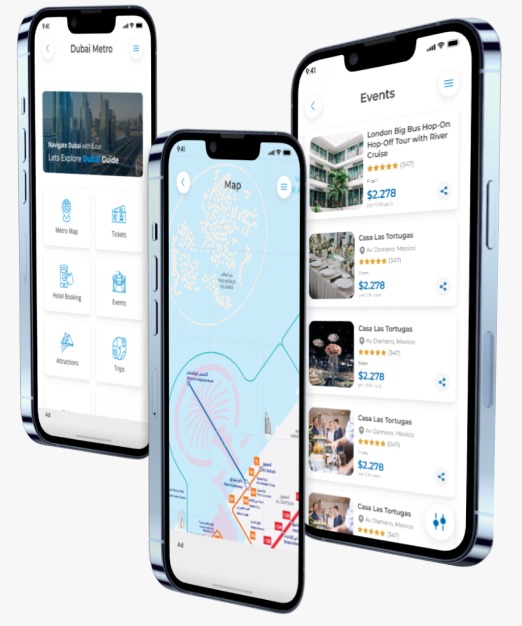 9:41
Dubai Metro
Navigate Dubai with Ease
Lets Explore Dubai Guide
Metro Map
Tickets
Hotel Booking
Events
Attractions
Trips
Ad
9:41
Map
THE WORLD
ISLANDS
Ad
9:41
Events
London Big Bus Hop-On
Hop-Off Tour with River
Cruise
(347)
From
$2.278
Casa Las Tortugas
Av Damero, Mexico
(347)
From
$2.278
Casa Las Tortugas
Av Damero, Mexico
(347)
From
$2.278
Casa Las Tortugas
Av Damero, Mexico
(347)
From
$2.278
Casa Las Tortugas
Av Damero, Mexico
(347)